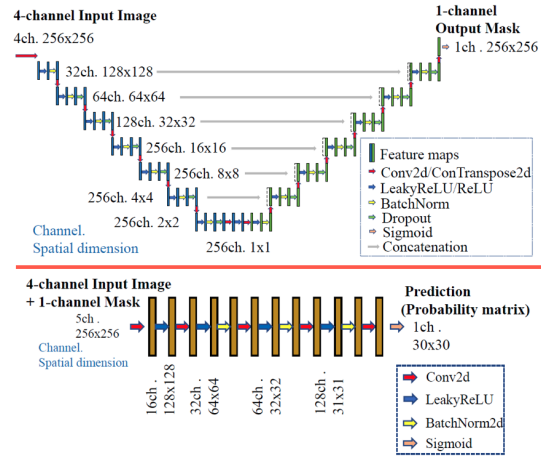 4-channel Input Image
4ch. 256x256
1-channel
Output Mask
1ch. 256x256
32ch. 128x128
64ch. 64x64
128ch. 32x32
256ch. 16x16
256ch. 8x8
256ch. 4x4
256ch. 2x2
256ch. 1x1
Channel.
Spatial dimension
Feature maps
Conv2d/ConTranspose2d
LeakyReLU/ReLU
BatchNorm
Dropout
Sigmoid
Concatenation
4-channel Input Image
+ 1-channel Mask
5ch .
256x256
Channel.
Spatial dimension
16ch .
128x128
32ch .
64x64
64ch .
32x32
128ch .
31x31
Prediction
(Probability matrix)
1ch .
30x30
Conv2d
LeakyReLU
BatchNorm2d
Sigmoid